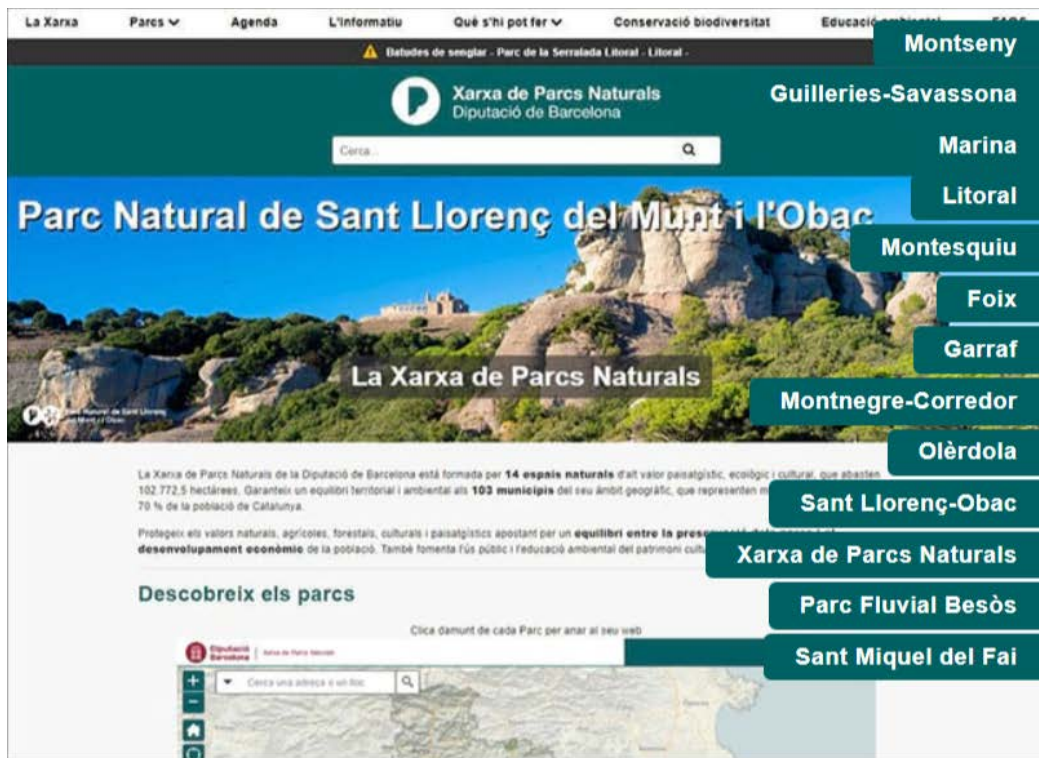 La Xarxa Parcs Agenda L'Informatiu Què s'hi pot fer Conservació biodiversitat Educació
Batudes de senglar - Parc de la Serralada Litoral - Litoral -
Montseny
Xarxa de Parcs Naturals
Diputació de Barcelona
Guilleries-Savassona
Cerca...
Marina
Litoral
Parc Natural de Sant Llorenç del Munt i l'Obac
Montesquiu
Foix
Garraf
La Xarxa de Parcs Naturals
Montnegre-Corredor
Olèrdola
La Xarxa de Parcs Naturals de la Diputació de Barcelona està formada per 14 espais naturals d'alt valor paisatgístic, ecològic i cultural, que abasten
102.772,5 hectàrees. Garanteix un equilibri territorial i ambiental als 103 municipis del seu àmbit geogràfic, que representen
70 % de la població de Catalunya.
Sant Llorenç-Obac
Protegeix els valors naturals, agrícoles, forestals, culturals i paisatgístics apostant per un equilibri entre la
desenvolupament econòmic de la població. També fomenta l'ús públic i l'educació ambiental del patrimoni
Xarxa de Parcs Naturals
Descobreix els parcs
Parc Fluvial Besòs
Clica damunt de cada Parc per anar al seu web
Diputació
Barcelona
Xarxa de Parcs Naturals
Sant Miquel del Fai
Cerca una adreça o un lloc